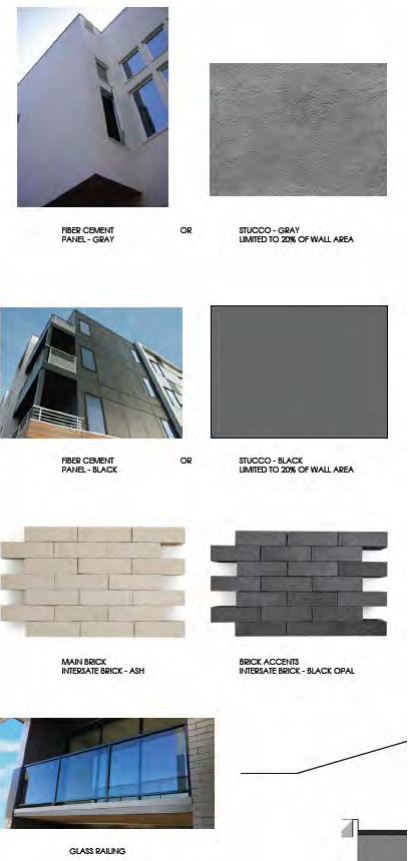 FIBER CEMENT
PANEL - GRAY
OR
STUCCO - GRAY
LIMITED TO 20% OF WALL AREA
FIBER CEMENT
PANEL - BLACK
OR
STUCCO - BLACK
LIMITED TO 20% OF WALL AREA
MAIN BRICK
INTERSATE BRICK - ASH
BRICK ACCENTS
INTERSATE BRICK - BLACK OPAL
GLASS RAILING